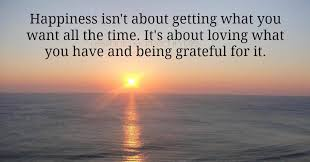 Happiness isn't about getting what you
want all the time. It's about loving what
you have and being grateful for it.